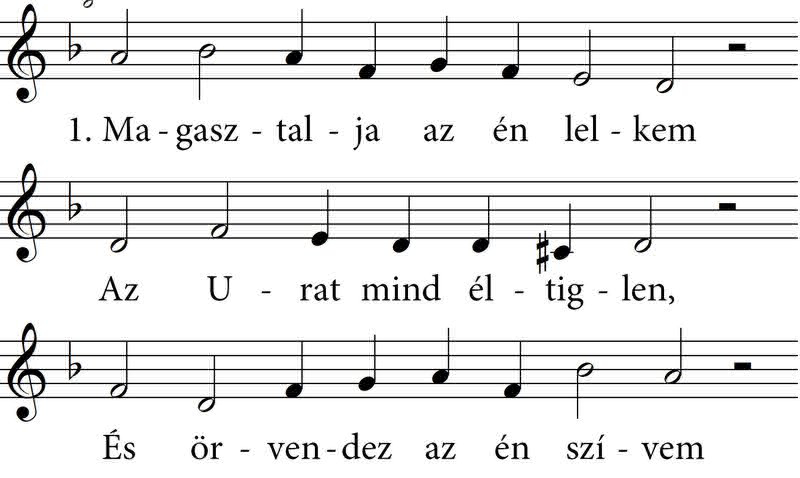 1. Ma - gasz - tal - ja az én lel - kem
Az U - rat mind él - tig - len,
És ör - ven - dez az én szí - vem